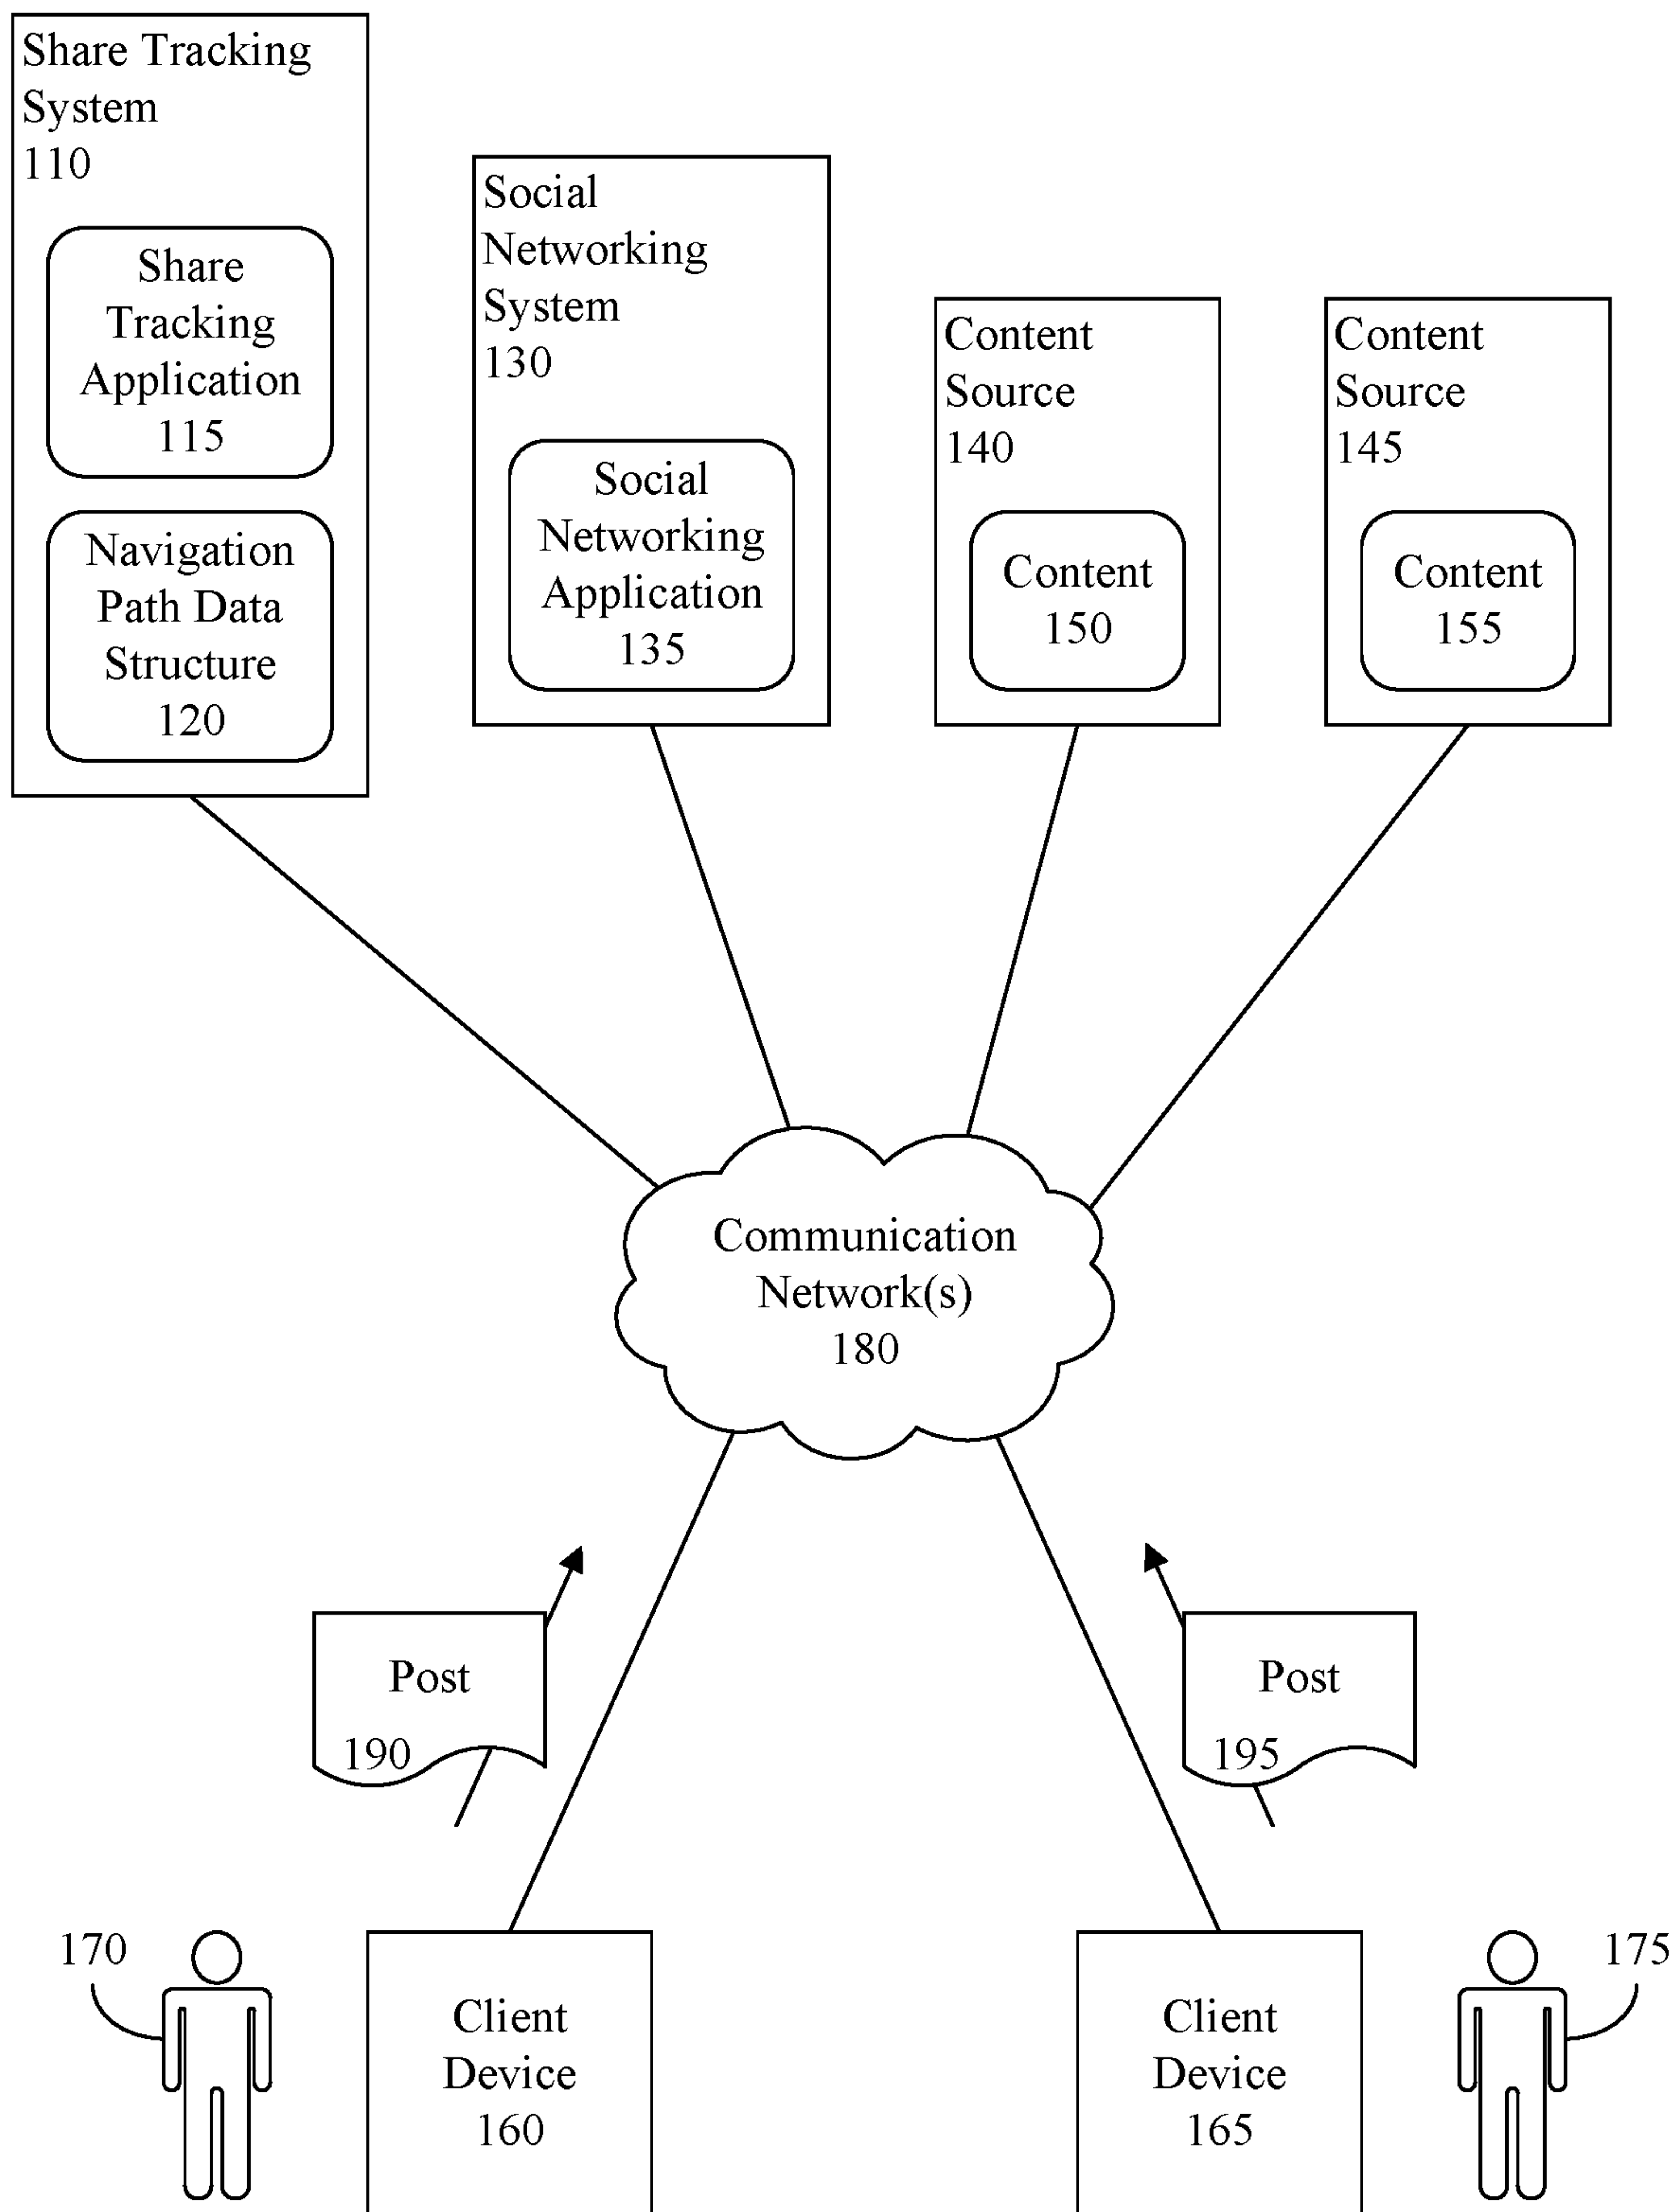 Share Tracking
System
110
Share
Tracking
Application
115
Navigation
Path Data
Structure
120
Social
Networking
System
130
Social
Networking
Application
135
Content
Source
140
Content
150
Content
Source
145
Content
155
Communication
Network(s)
180
Post
190
Post
195
170
Client
Device
160
Client
Device
165
175